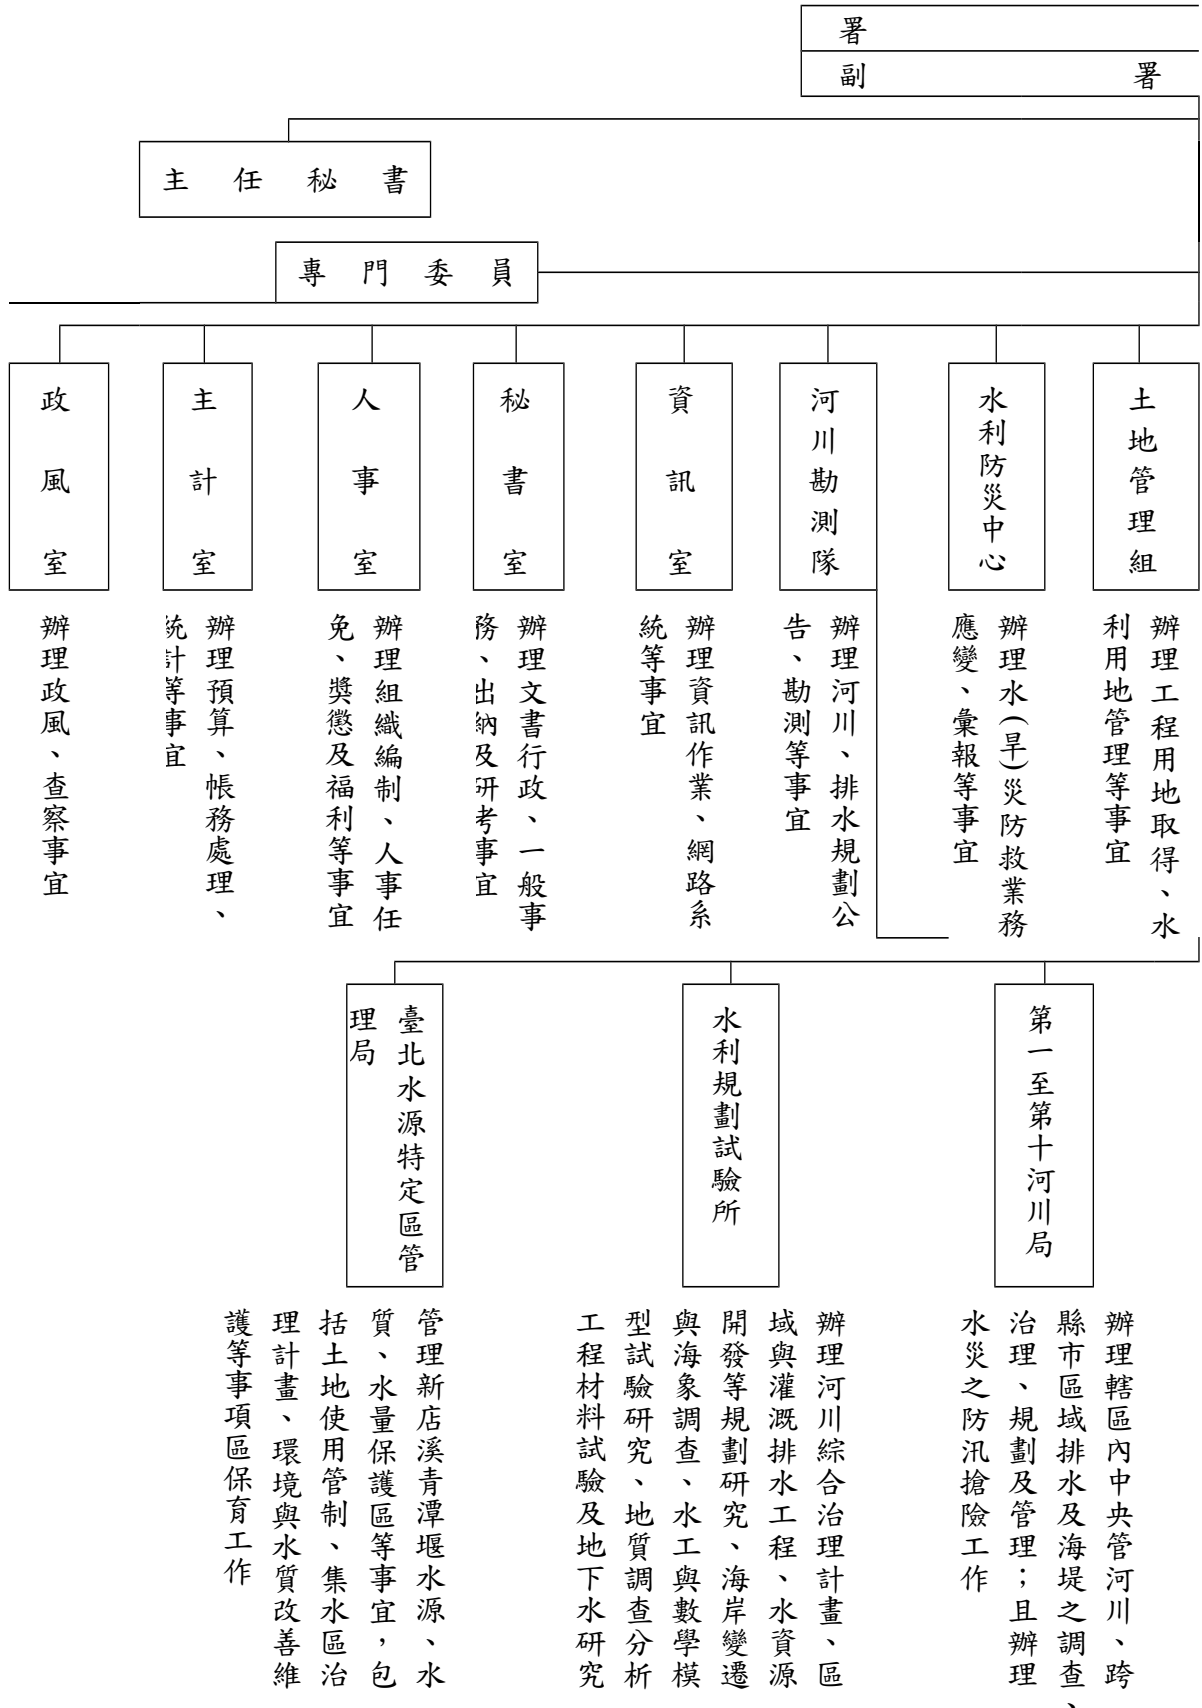 署
副 署
主 任 秘 書
專 門 委 員
土地管理組
辦理工程用地取得、水
利用地管理等事宜
水利防災中心
辦理水(旱)災防救業務
應變、彙報等事宜
河川勘測隊
辦理河川、排水規劃公
告、勘測等事宜
資訊室
辦理資訊作業、網路系
統等事宜
秘書室
辦理文書行政、一般事
務、出納及研考事宜
人事室
辦理組織編制、人事任
免、獎懲及福利等事宜
主計室
辦理預算、帳務處理、
統計等事宜
政風室
辦理政風、查察事宜
第一至第十河川局
辦理轄區內中央管河川、跨
縣市區域排水及海堤之調查、
治理、規劃及管理；且辦理
水災之防汛搶險工作
水利規劃試驗所
辦理河川綜合治理計畫、區
域與灌溉排水工程、水資源
開發等規劃研究、海岸變遷
與海象調查、水工與數學模
型試驗研究、地質調查分析
工程材料試驗及地下水研究
臺北水源特定區管
理局
管理新店溪青潭堰水源、水
質、水量保護區等事宜，包
括土地使用管制、集水區治
理計畫、環境與水質改善維
護等事項區保育工作